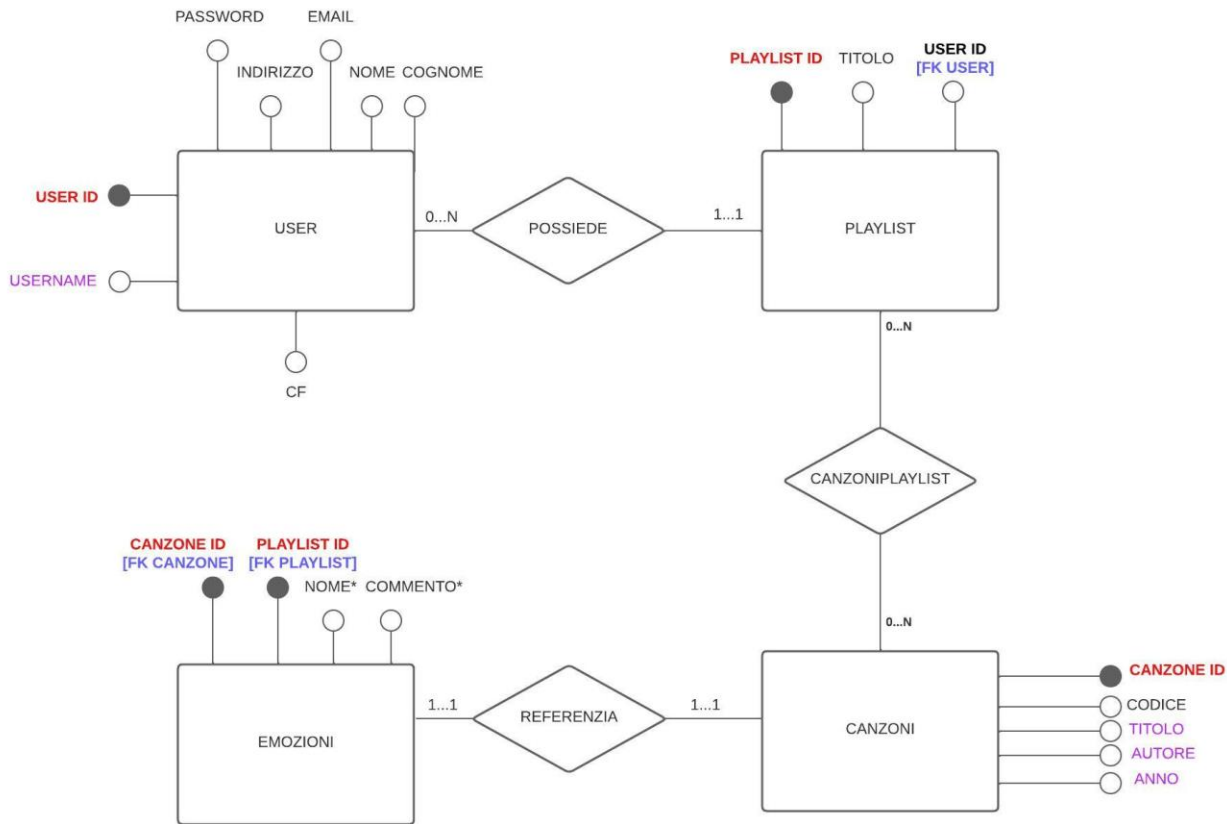 PASSWORD
EMAIL
INDIRIZZO
NOME
COGNOME
USER ID
USERNAME
USER
CF
0...N
POSSIEDE
1...1
PLAYLIST ID
TITOLO
USER ID
[FK USER]
PLAYLIST
0...N
CANZONIPLAYLIST
0...N
CANZONE ID
[FK CANZONE]
PLAYLIST ID
[FK PLAYLIST]
NOME*
COMMENTO*
EMOZIONI
1...1
REFERENZIA
1...1
CANZONI
CANZONE ID
CODICE
TITOLO
AUTORE
ANNO